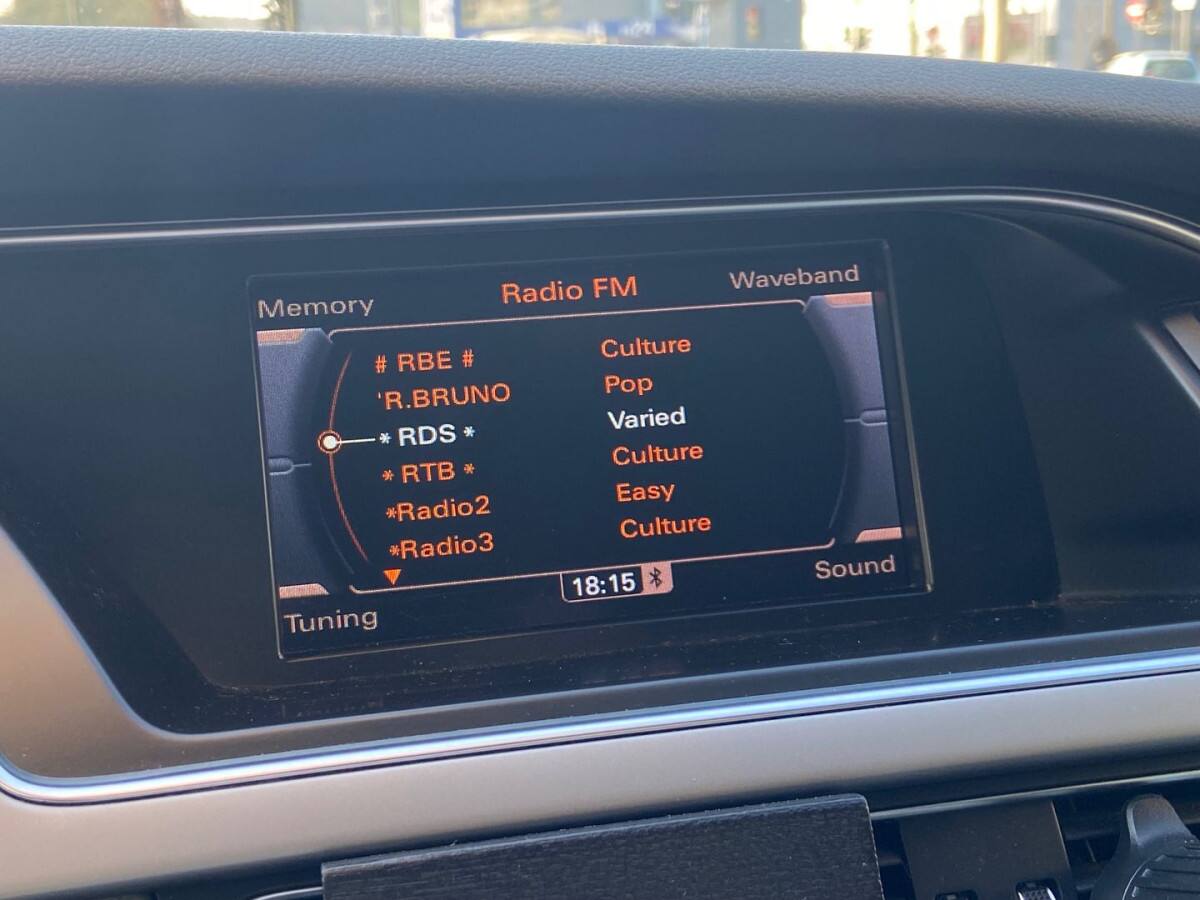 Memory Radio FM Waveband
# RBE # Culture
'R.BRUNO Pop
* RDS * Varied
* RTB * Culture
*Radio2 Easy
*Radio3 Culture
18:15
Tuning Sound